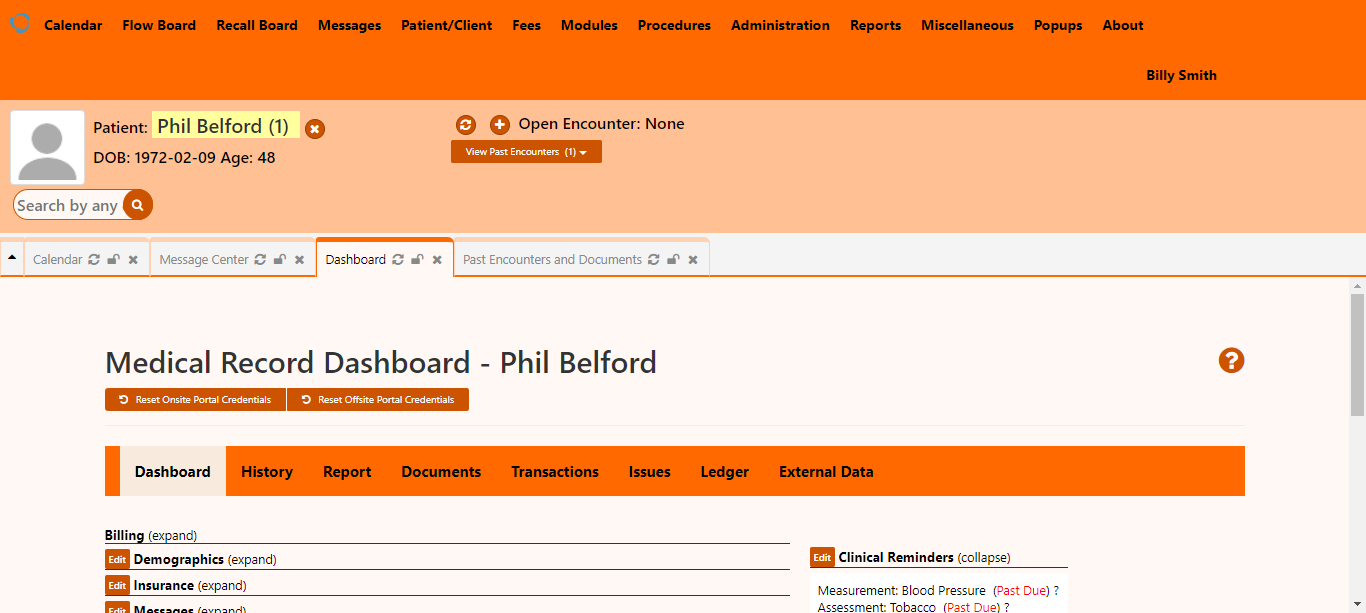 Calendar Flow Board Recall Board Messages Patient/Client Fees Modules Procedures Administration Reports Miscellaneous Popups About
Billy Smith
Patient: Phil Belford (1)
DOB: 1972-02-09 Age: 48
Search by any
Open Encounter: None
View Past Encounters (1)
Calendar Message Center Dashboard Past Encounters and Documents
Medical Record Dashboard - Phil Belford
?
Reset Onsite Portal Credentials Reset Offsite Portal Credentials
Dashboard History Report Documents Transactions Issues Ledger External Data
Billing (expand)
Edit Demographics (expand)
Edit Insurance (expand)
Edit Messages (expand)
Edit Clinical Reminders (collapse)
Measurement: Blood Pressure (Past Due) ?
Assessment: Tobacco (Past Due) ?